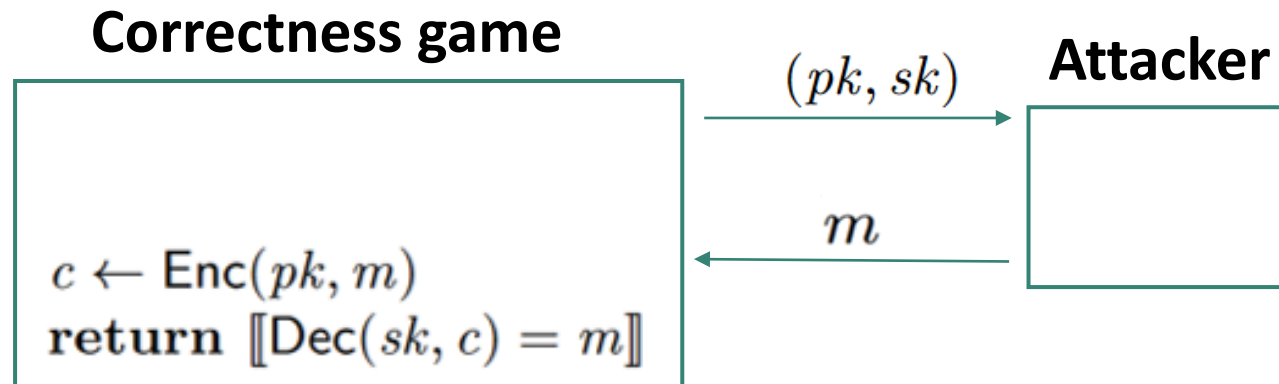 Correctness game
(pk, sk)
Attacker
m
c ← Enc(pk, m)
return ⟦Dec(sk, c) = m⟧